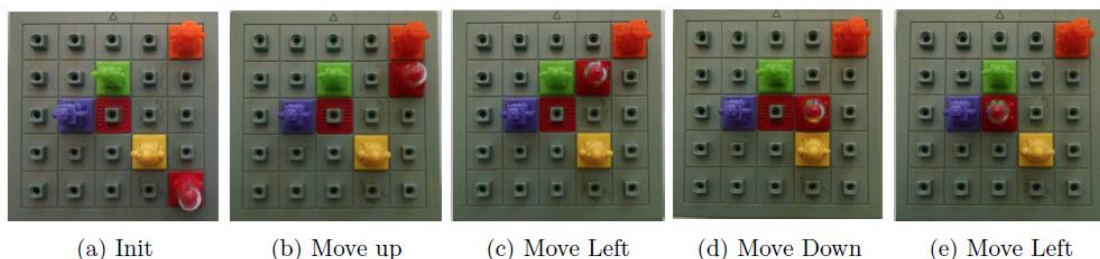 (a) Init
(b) Move up
(c) Move Left
(d) Move Down
(e) Move Left